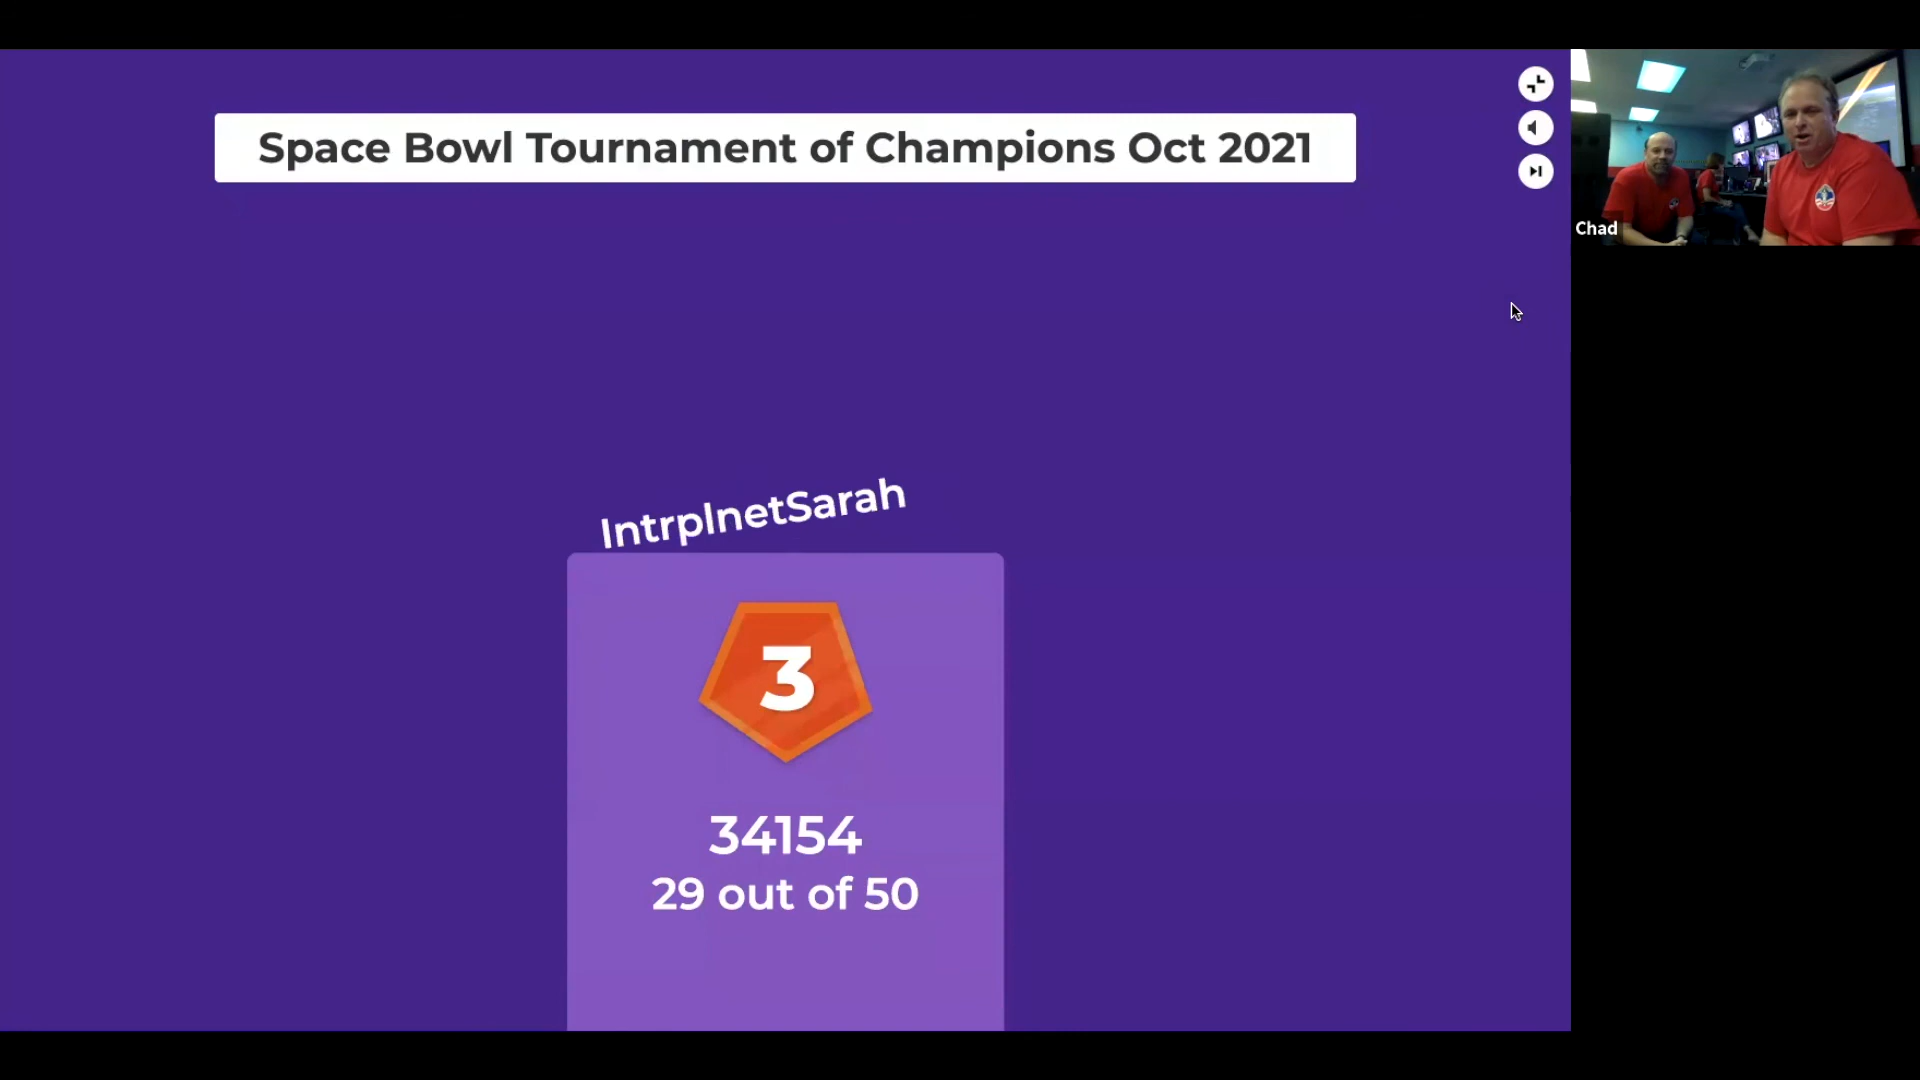 Space Bowl Tournament of Champions Oct 2021
Chad
IntrplnetSarah
3
34154
29 out of 50